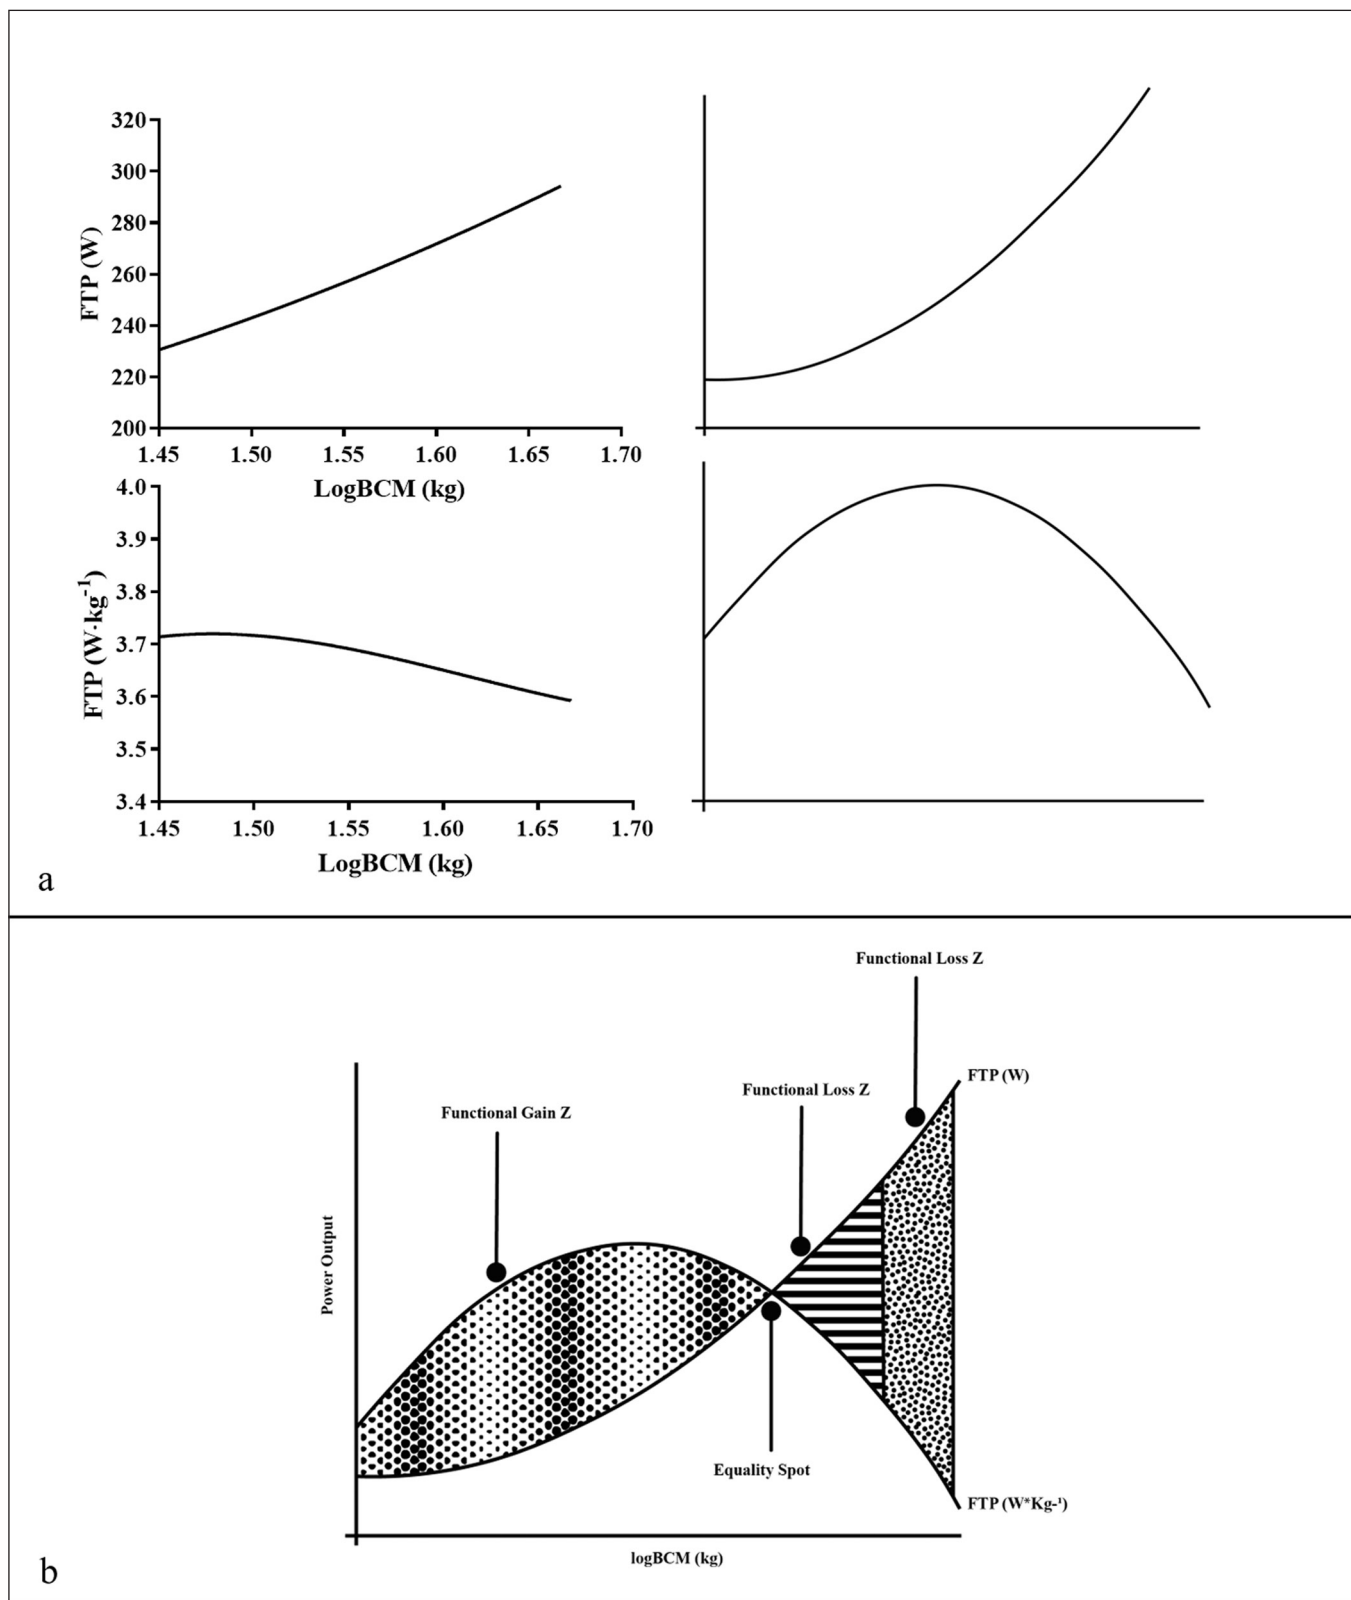 320
300
280
260
240
220
200
FTP (W)
1.45 1.50 1.55 1.60 1.65 1.70
LogBCM (kg)
4.0
3.9
3.8
3.7
3.6
3.5
3.4
FTP (W·kg⁻¹)
1.45 1.50 1.55 1.60 1.65 1.70
LogBCM (kg)
a
Functional Loss Z
Functional Loss Z
Functional Gain Z
FTP (W)
Power Output
Equality Spot
FTP (W*Kg-¹)
logBCM (kg)
b